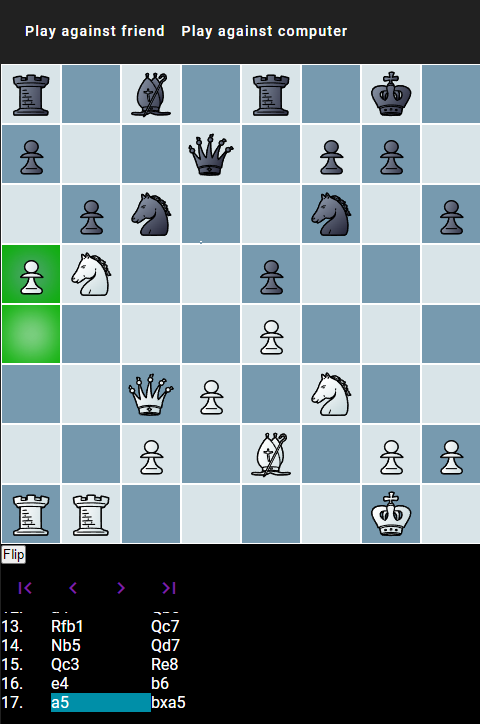 Play against friend Play against computer
Flip
13. Rfb1 Qc7
14. Nb5 Qd7
15. Qc3 Re8
16. e4 b6
17. a5 bxa5